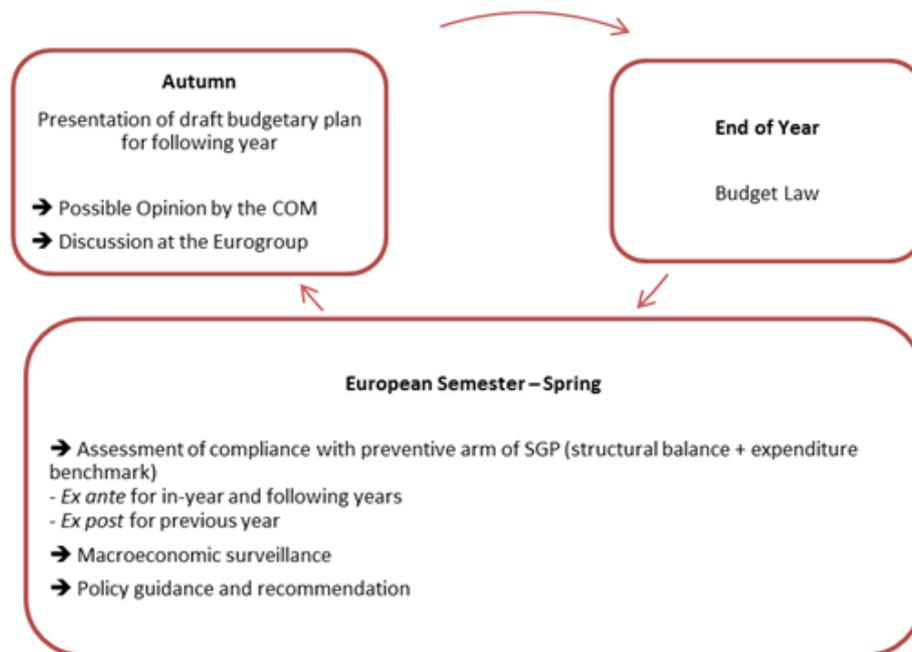 Autumn
Presentation of draft budgetary plan
for following year
➔ Possible Opinion by the COM
➔ Discussion at the Eurogroup
End of Year
Budget Law
European Semester – Spring
➔ Assessment of compliance with preventive arm of SGP (structural balance + expenditure
benchmark)
- Ex ante for in-year and following years
- Ex post for previous year
➔ Macroeconomic surveillance
➔ Policy guidance and recommendation